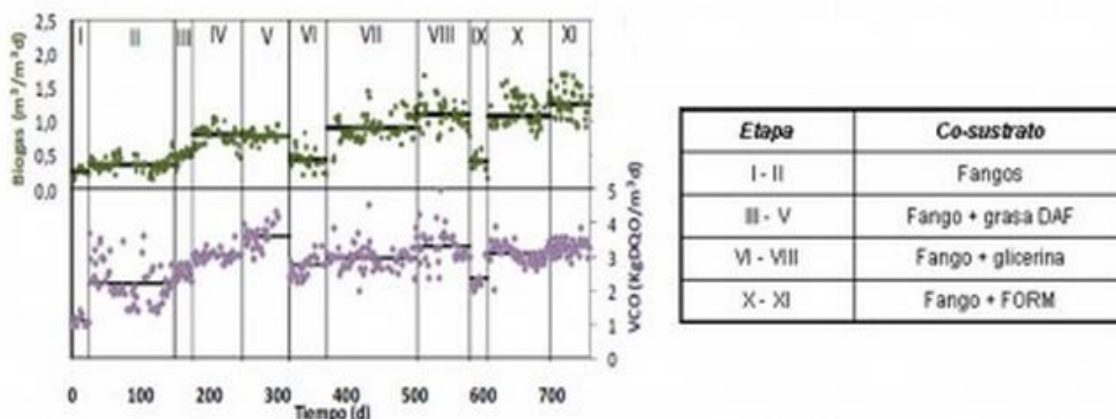 2,5
2,0
1,5
1,0
0,5
0,0
Biogas (m³/m³d)
I II III IV V VI VII VIII IX X XI
5
4
3
2
1
0
VCO (KgDQO/m³d)
0 100 200 300 400 500 600 700
Tiempo (d)
Etapa Co-sustrato
I - II Fangos
III - V Fango + grasa DAF
VI - VIII Fango + glicerina
X - XI Fango + FORM